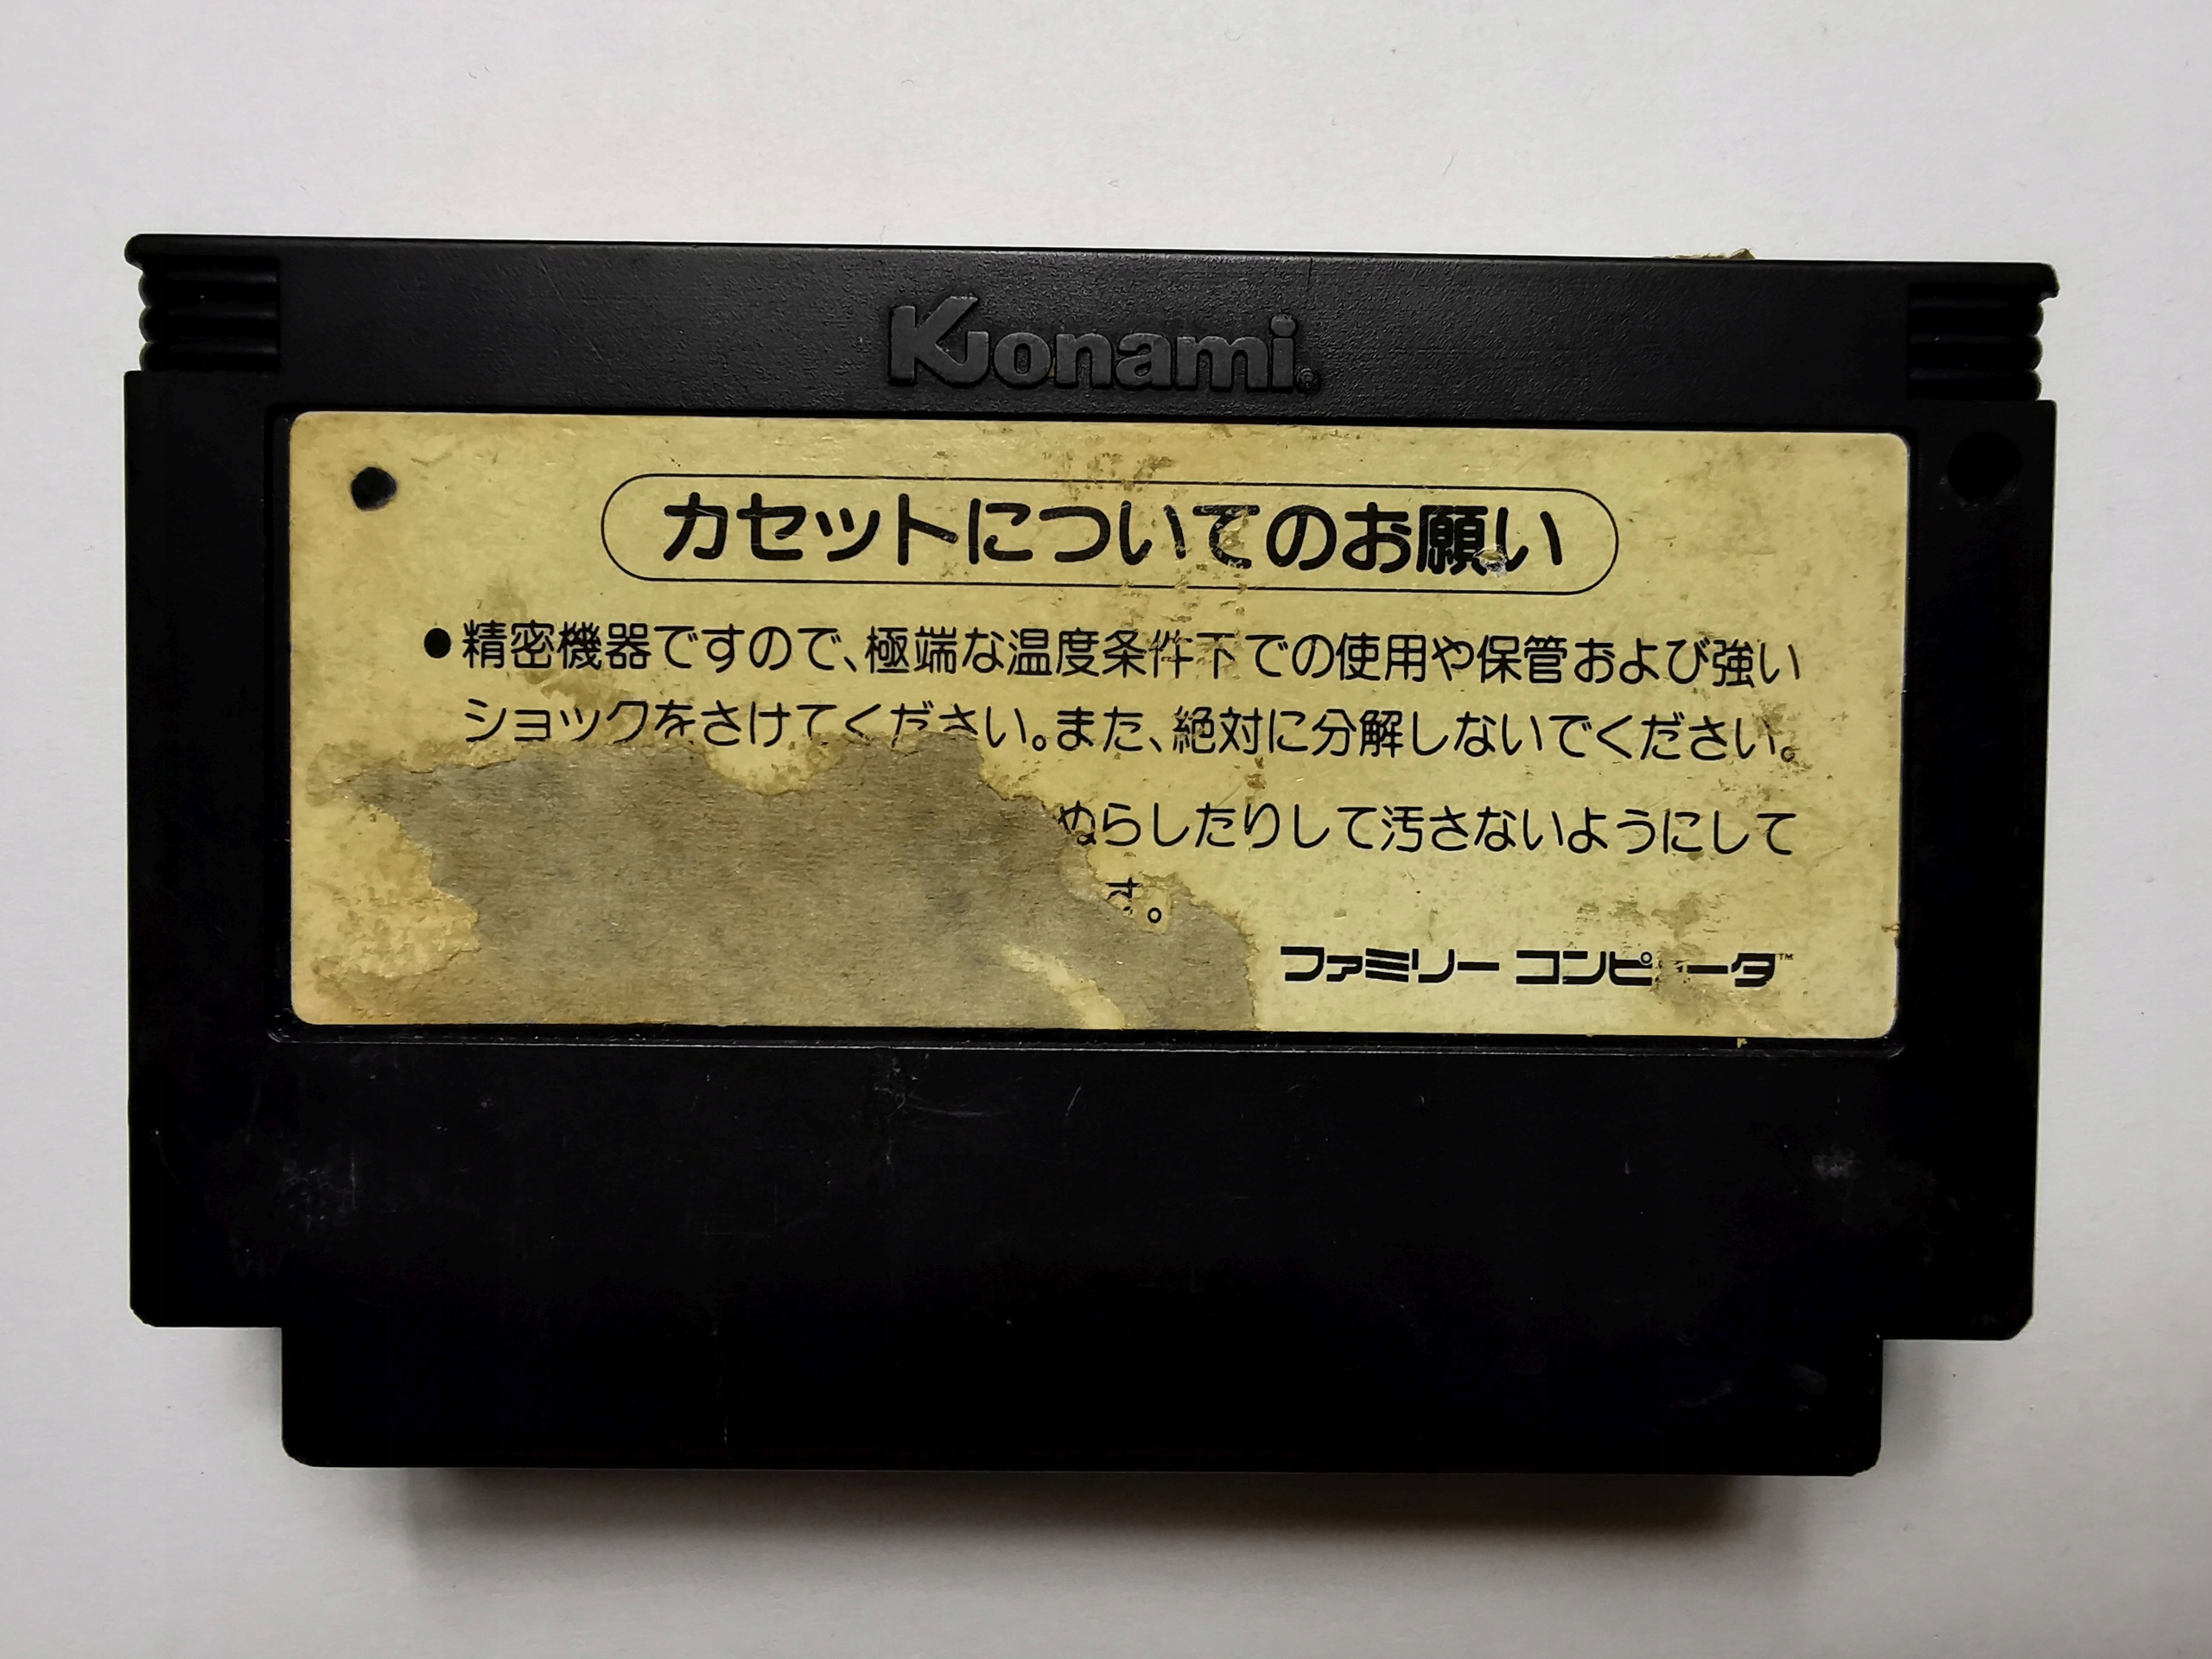 Konami®
カセットについてのお願い
●精密機器ですので、極端な温度条件下での使用や保管および強い
ショックをさけてください。また、絶対に分解しないでください。
ぬらしたりして汚さないようにして
す。
ファミリー コンピ ータ™